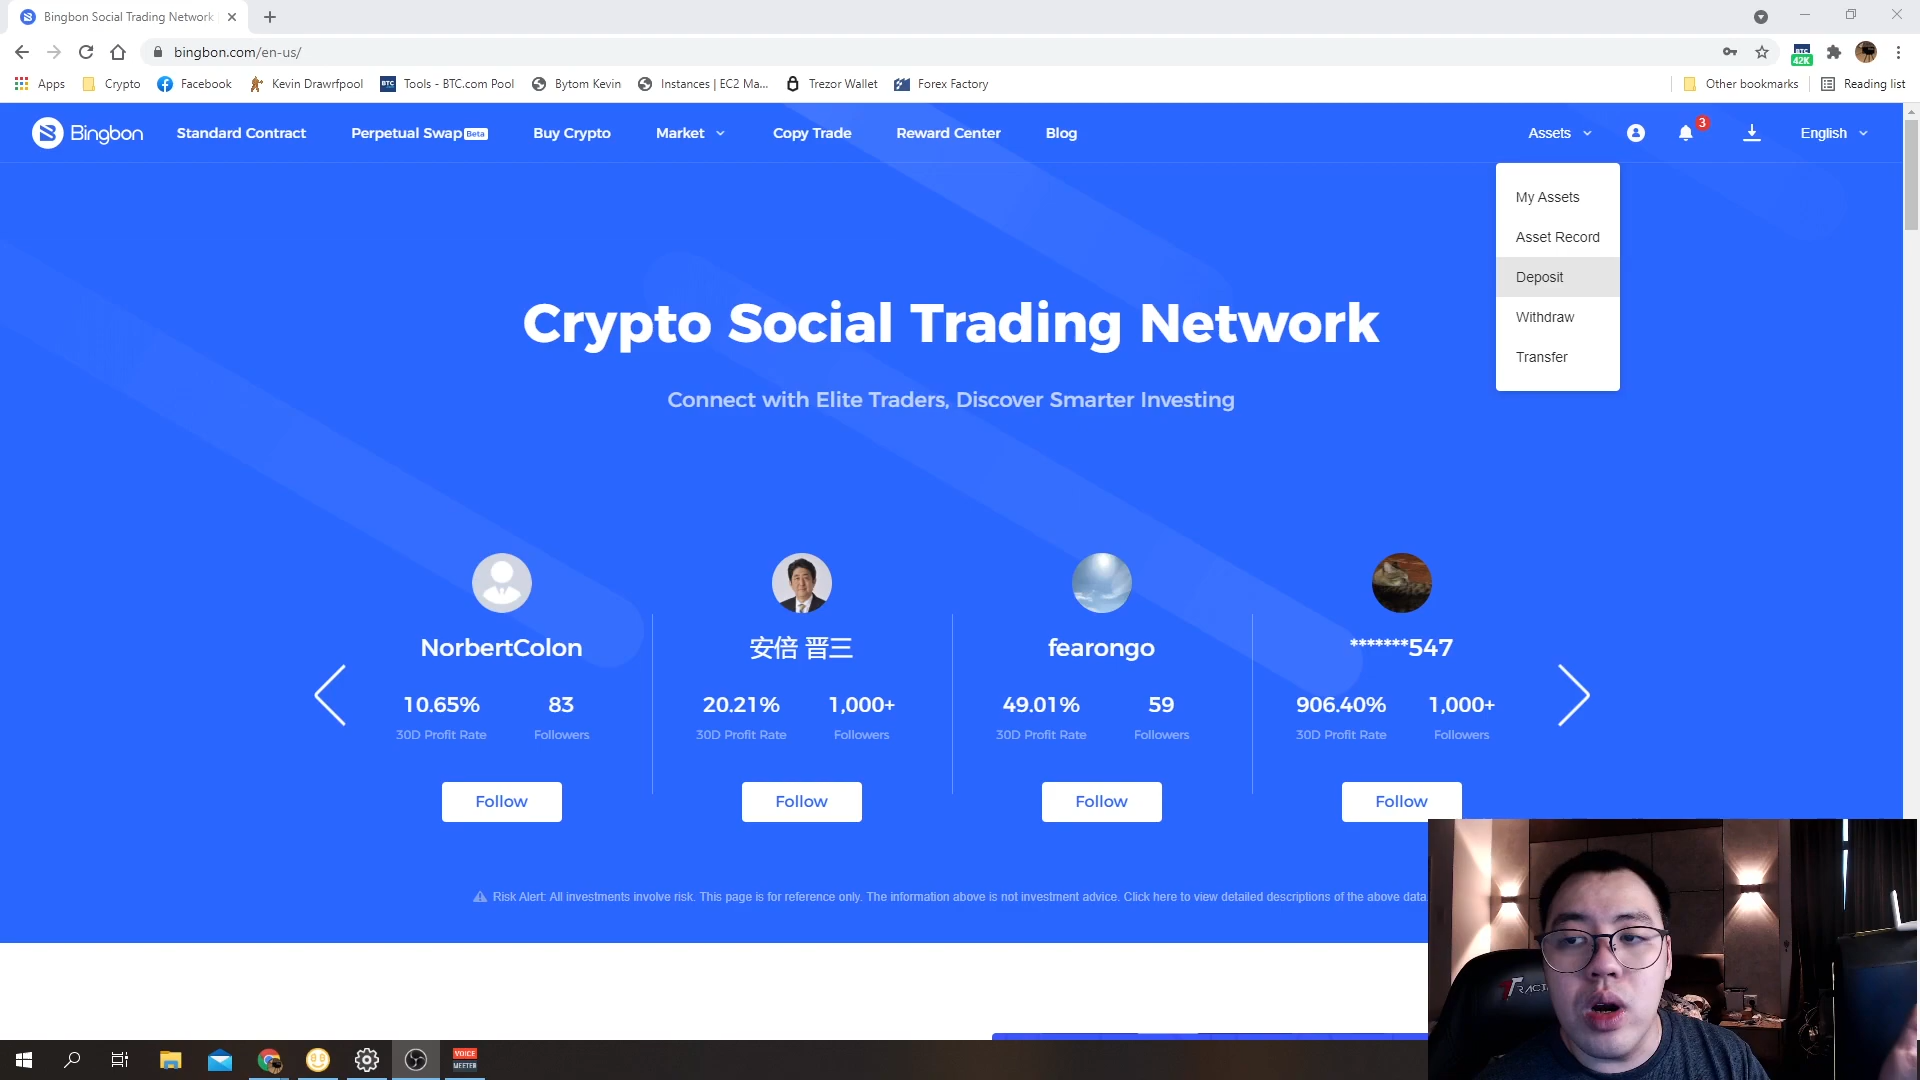 Bingbon Social Trading Network
bingbon.com/en-us/
42K
Apps Crypto Facebook Kevin Drawrfpool Tools - BTC.com Pool Bytom Kevin Instances | EC2 Ma... Trezor Wallet Forex Factory Other bookmarks Reading list
Bingbon Standard Contract Perpetual Swap Beta Buy Crypto Market Copy Trade Reward Center Blog Assets 3 English
My Assets
Asset Record
Deposit
Withdraw
Transfer
Crypto Social Trading Network
Connect with Elite Traders, Discover Smarter Investing
NorbertColon 安倍 晋三 fearongo *******547
10.65% 83 20.21% 1,000+ 49.01% 59 906.40% 1,000+
30D Profit Rate Followers 30D Profit Rate Followers 30D Profit Rate Followers 30D Profit Rate Followers
Follow Follow Follow Follow
Risk Alert: All investments involve risk. This page is for reference only. The information above is not investment advice. Click here to view detailed descriptions of the above data
VOICE
MEETER